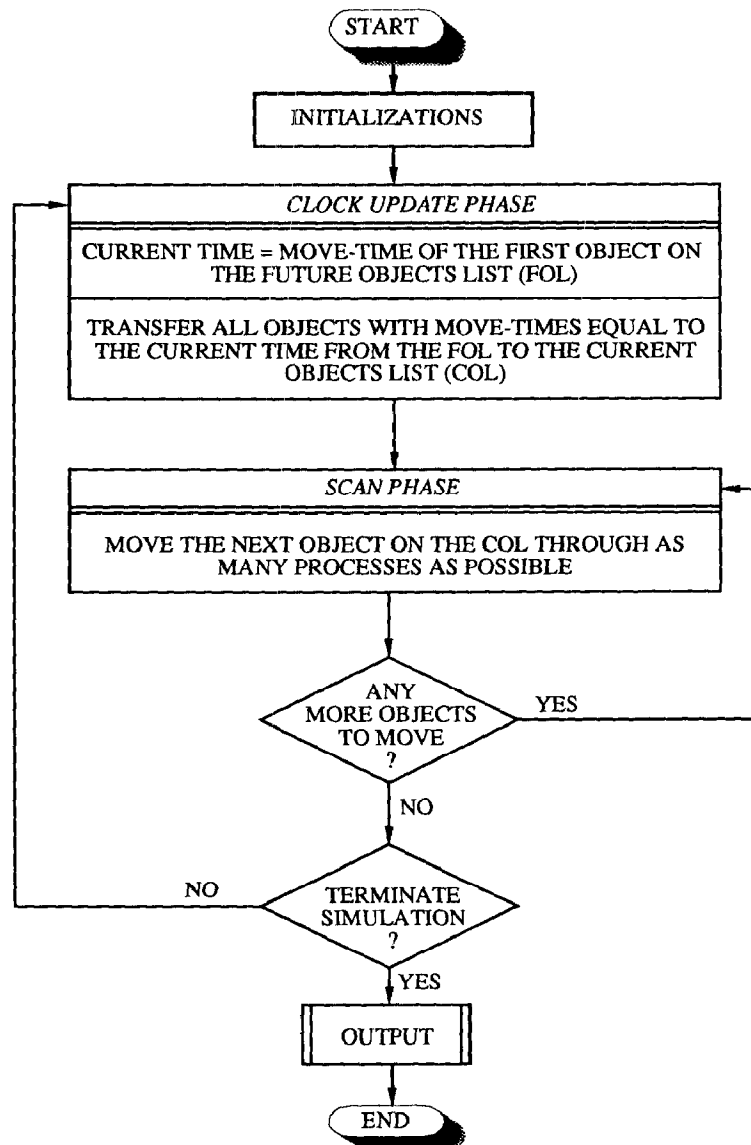 START
INITIALIZATIONS
CLOCK UPDATE PHASE
CURRENT TIME = MOVE-TIME OF THE FIRST OBJECT ON
THE FUTURE OBJECTS LIST (FOL)
TRANSFER ALL OBJECTS WITH MOVE-TIMES EQUAL TO
THE CURRENT TIME FROM THE FOL TO THE CURRENT
OBJECTS LIST (COL)
SCAN PHASE
MOVE THE NEXT OBJECT ON THE COL THROUGH AS
MANY PROCESSES AS POSSIBLE
ANY
MORE OBJECTS
TO MOVE
?
YES
NO
NO
TERMINATE
SIMULATION
?
YES
OUTPUT
END